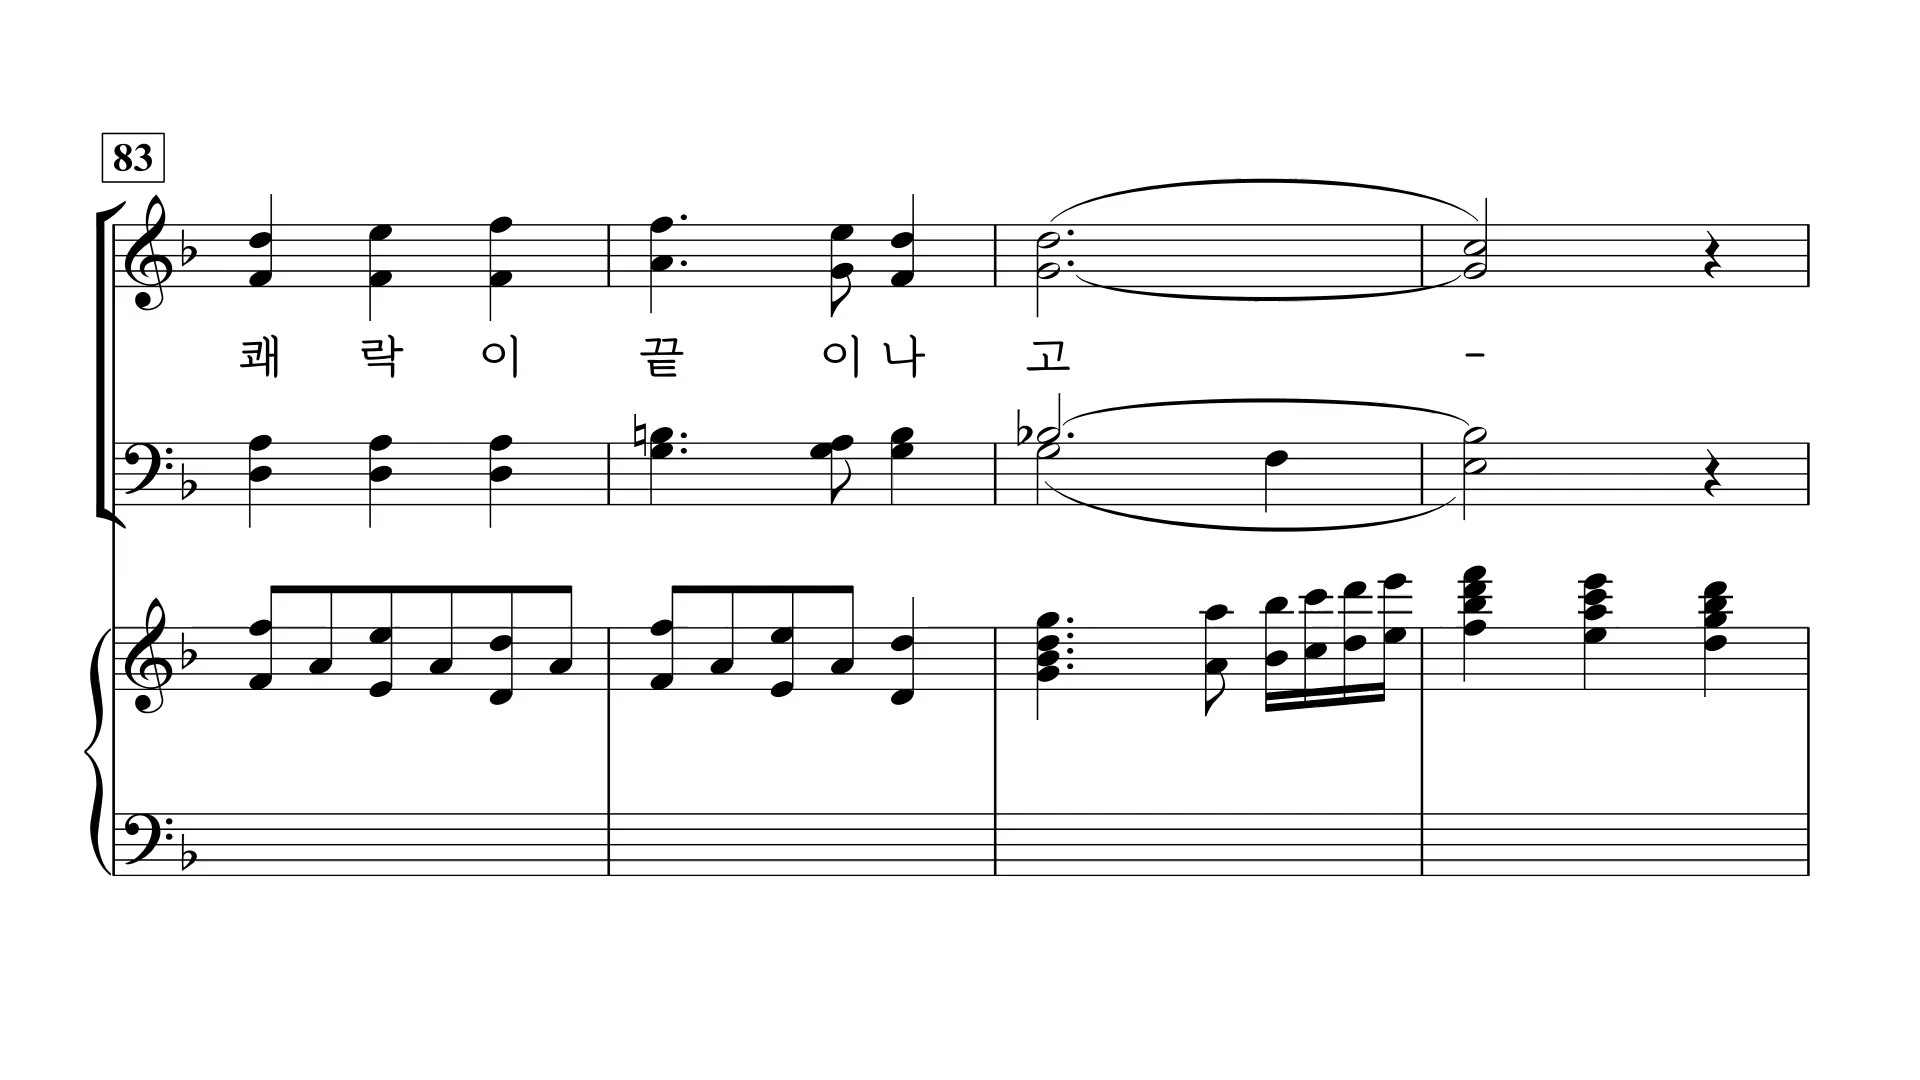 83
쾌 락 이 끝 이 나 고 -